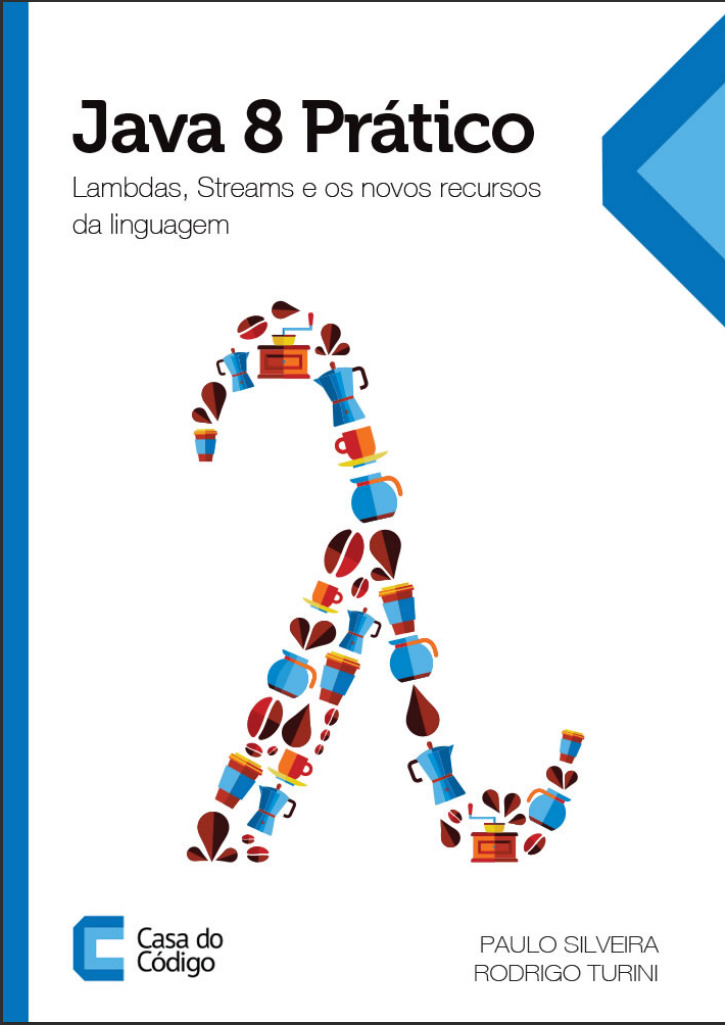 Java 8 Prático
Lambdas, Streams e os novos recursos
da linguagem
Casa do
Código
PAULO SILVEIRA
RODRIGO TURINI